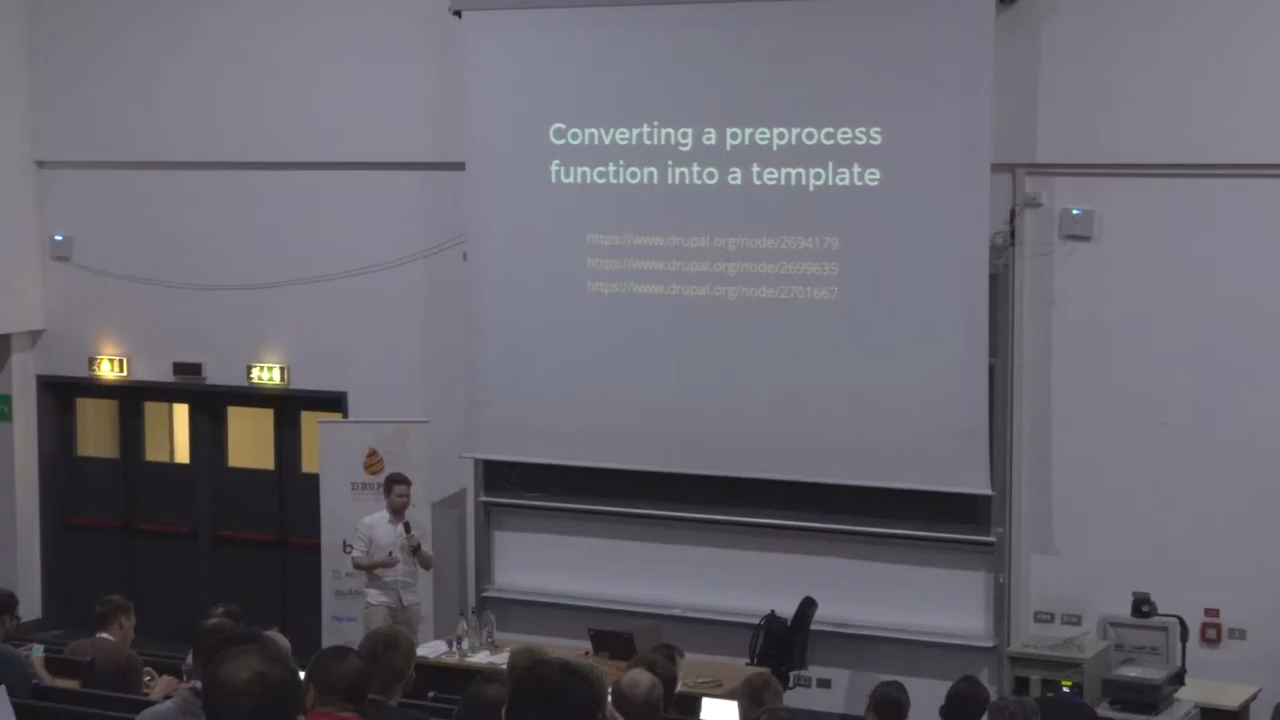 Converting a preprocess
function into a template
https://www.drupal.org/node/2694179
https://www.drupal.org/node/2699635
https://www.drupal.org/node/2701667